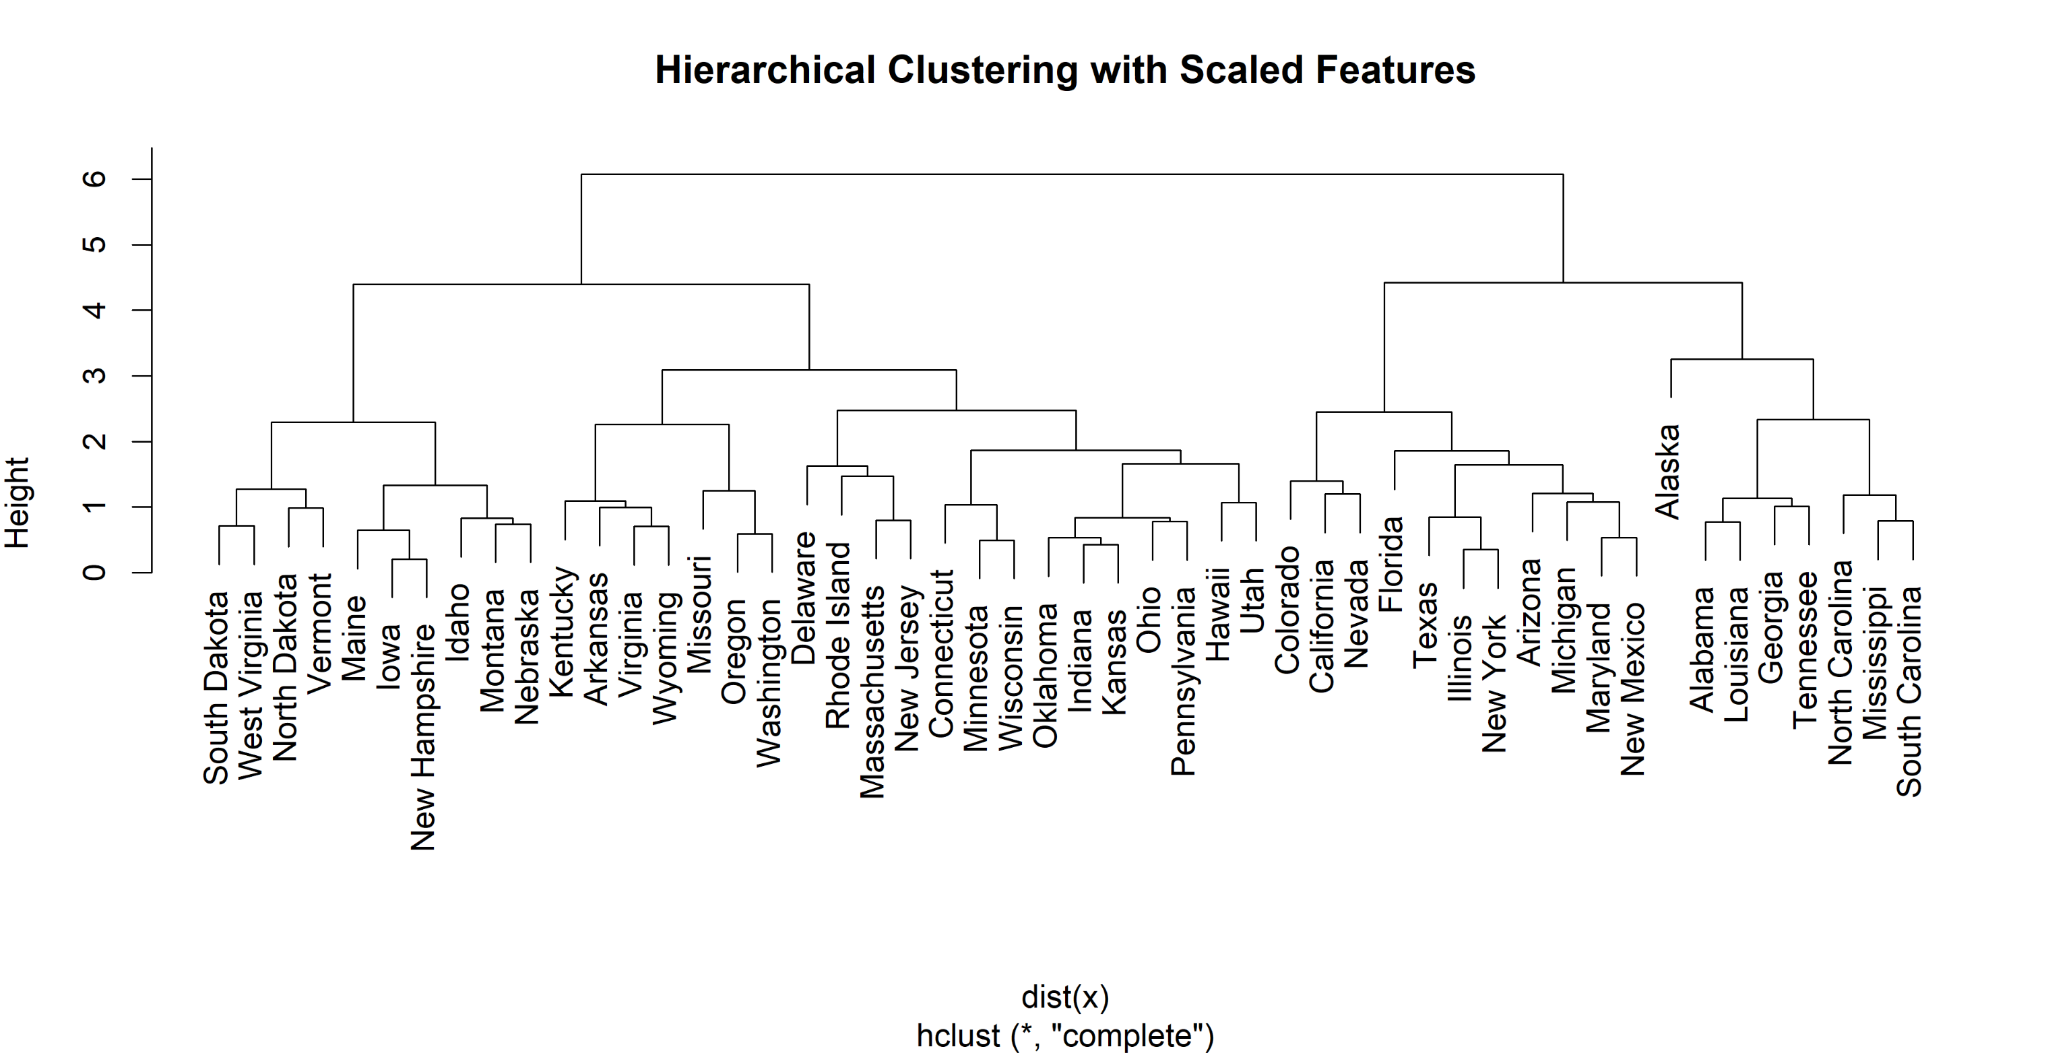 Hierarchical Clustering with Scaled Features
Height
6
5
4
3
2
1
0
South Dakota
West Virginia
North Dakota
Vermont
Maine
Iowa
New Hampshire
Idaho
Montana
Nebraska
Kentucky
Arkansas
Virginia
Wyoming
Missouri
Oregon
Washington
Delaware
Rhode Island
Massachusetts
New Jersey
Connecticut
Minnesota
Wisconsin
Oklahoma
Indiana
Kansas
Ohio
Pennsylvania
Hawaii
Utah
Colorado
California
Nevada
Florida
Texas
Illinois
New York
Arizona
Michigan
Maryland
New Mexico
Alaska
Alabama
Louisiana
Georgia
Tennessee
North Carolina
Mississippi
South Carolina
dist(x)
hclust (*, "complete")